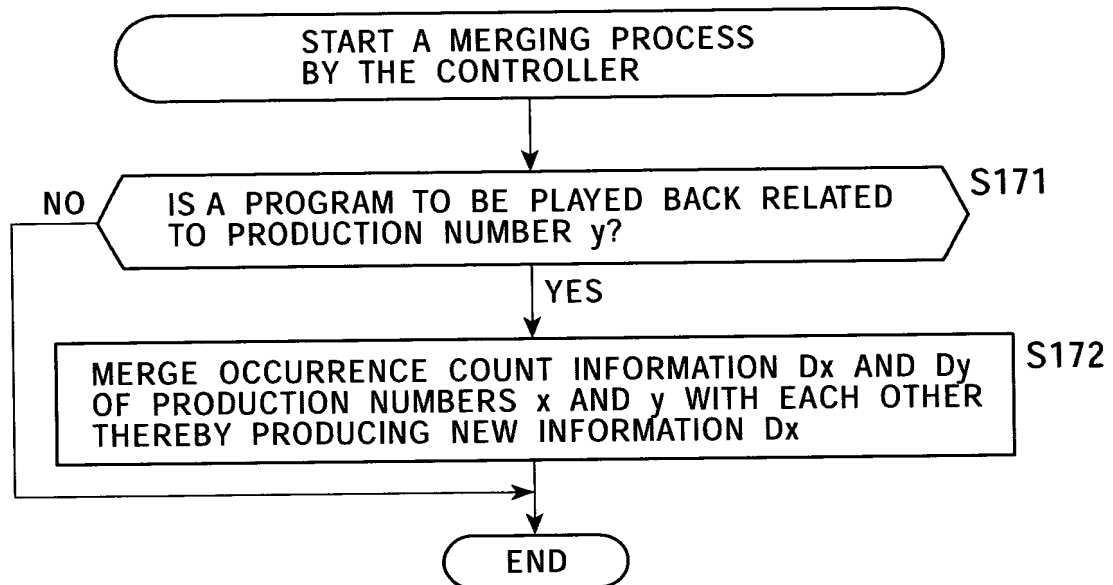 START A MERGING PROCESS
BY THE CONTROLLER
NO
IS A PROGRAM TO BE PLAYED BACK RELATED
TO PRODUCTION NUMBER y?
S171
YES
MERGE OCCURRENCE COUNT INFORMATION Dx AND Dy
OF PRODUCTION NUMBERS x AND y WITH EACH OTHER
THEREBY PRODUCING NEW INFORMATION Dx
S172
END